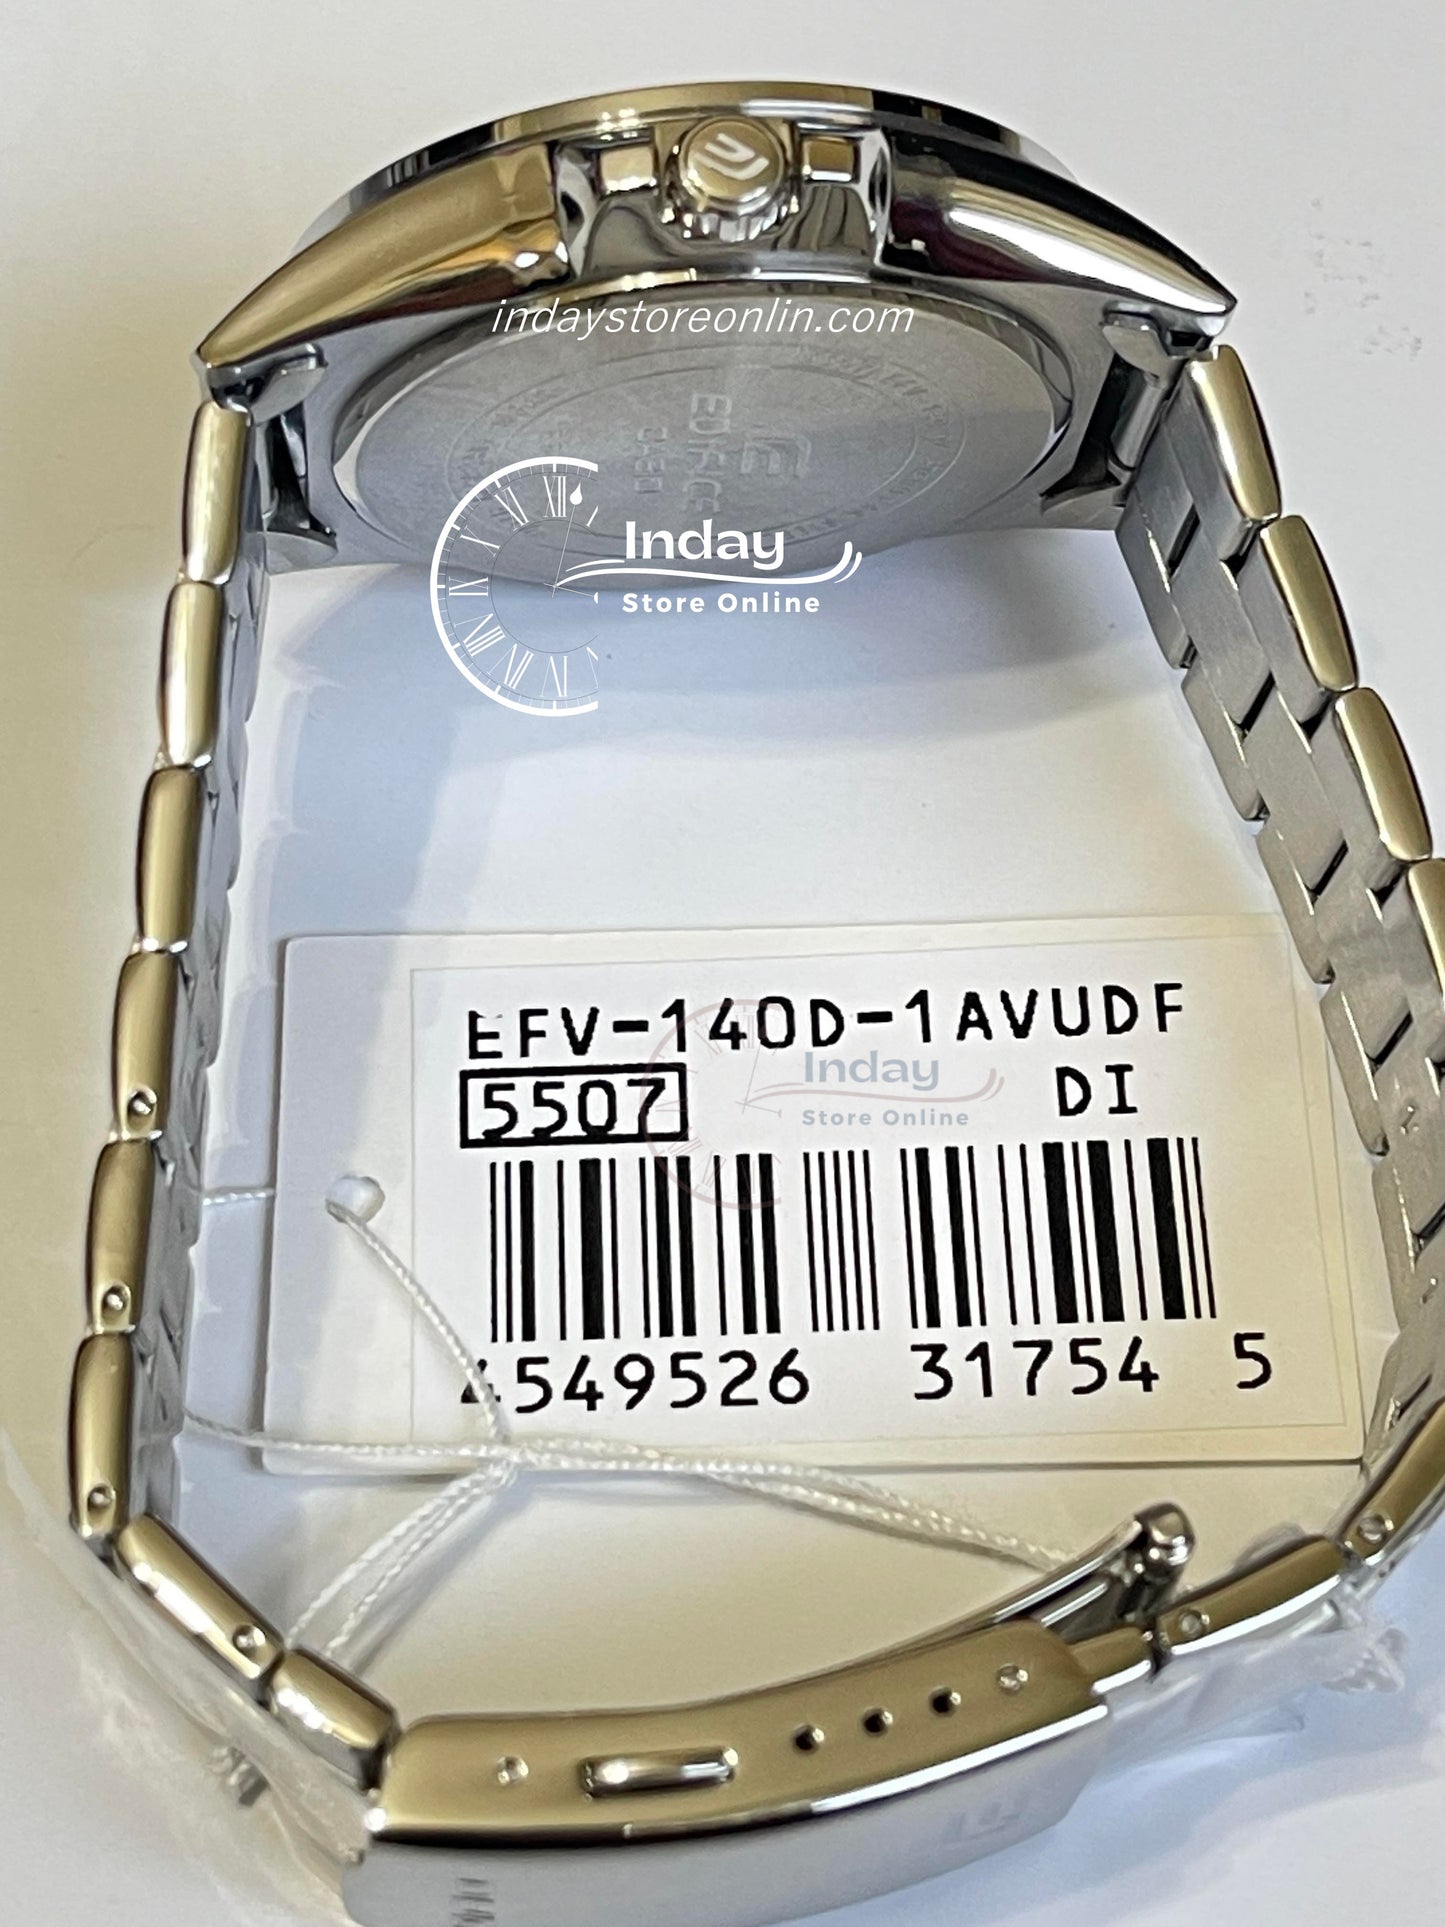 indaystoreonlin.com
EDIFICE
CASIO
Inday
Store Online
EFV-140D-1AVUDF
Inday
5507
DI
Store Online
4549526 31754 5